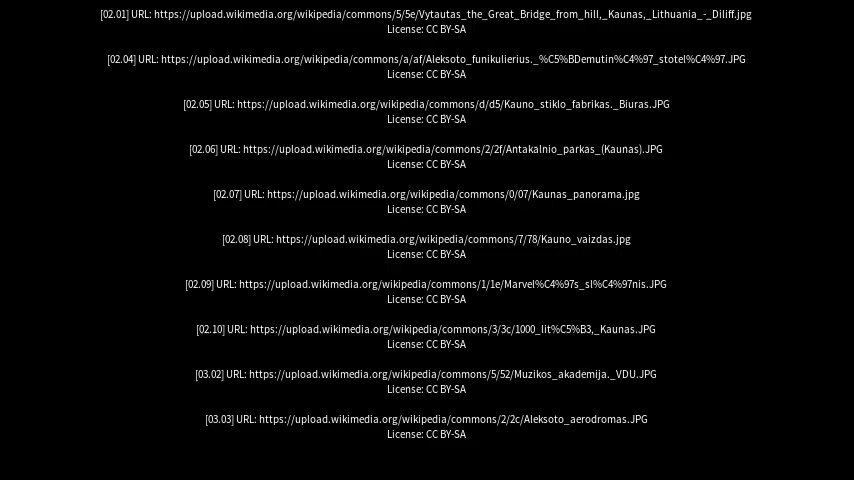 [02.01] URL: https://upload.wikimedia.org/wikipedia/commons/5/5e/Vytautas_the_Great_Bridge_from_hill,_Kaunas,_Lithuania_-_Diliff.jpg
License: CC BY-SA
[02.04] URL: https://upload.wikimedia.org/wikipedia/commons/a/af/Aleksoto_funikulierius._%C5%BDemutin%C4%97_stotel%C4%97.JPG
License: CC BY-SA
[02.05] URL: https://upload.wikimedia.org/wikipedia/commons/d/d5/Kauno_stiklo_fabrikas._Biuras.JPG
License: CC BY-SA
[02.06] URL: https://upload.wikimedia.org/wikipedia/commons/2/2f/Antakalnio_parkas_(Kaunas).JPG
License: CC BY-SA
[02.07] URL: https://upload.wikimedia.org/wikipedia/commons/0/07/Kaunas_panorama.jpg
License: CC BY-SA
[02.08] URL: https://upload.wikimedia.org/wikipedia/commons/7/78/Kauno_vaizdas.jpg
License: CC BY-SA
[02.09] URL: https://upload.wikimedia.org/wikipedia/commons/1/1e/Marvel%C4%97s_sl%C4%97nis.JPG
License: CC BY-SA
[02.10] URL: https://upload.wikimedia.org/wikipedia/commons/3/3c/1000_lit%C5%B3,_Kaunas.JPG
License: CC BY-SA
[03.02] URL: https://upload.wikimedia.org/wikipedia/commons/5/52/Muzikos_akademija._VDU.JPG
License: CC BY-SA
[03.03] URL: https://upload.wikimedia.org/wikipedia/commons/2/2c/Aleksoto_aerodromas.JPG
License: CC BY-SA